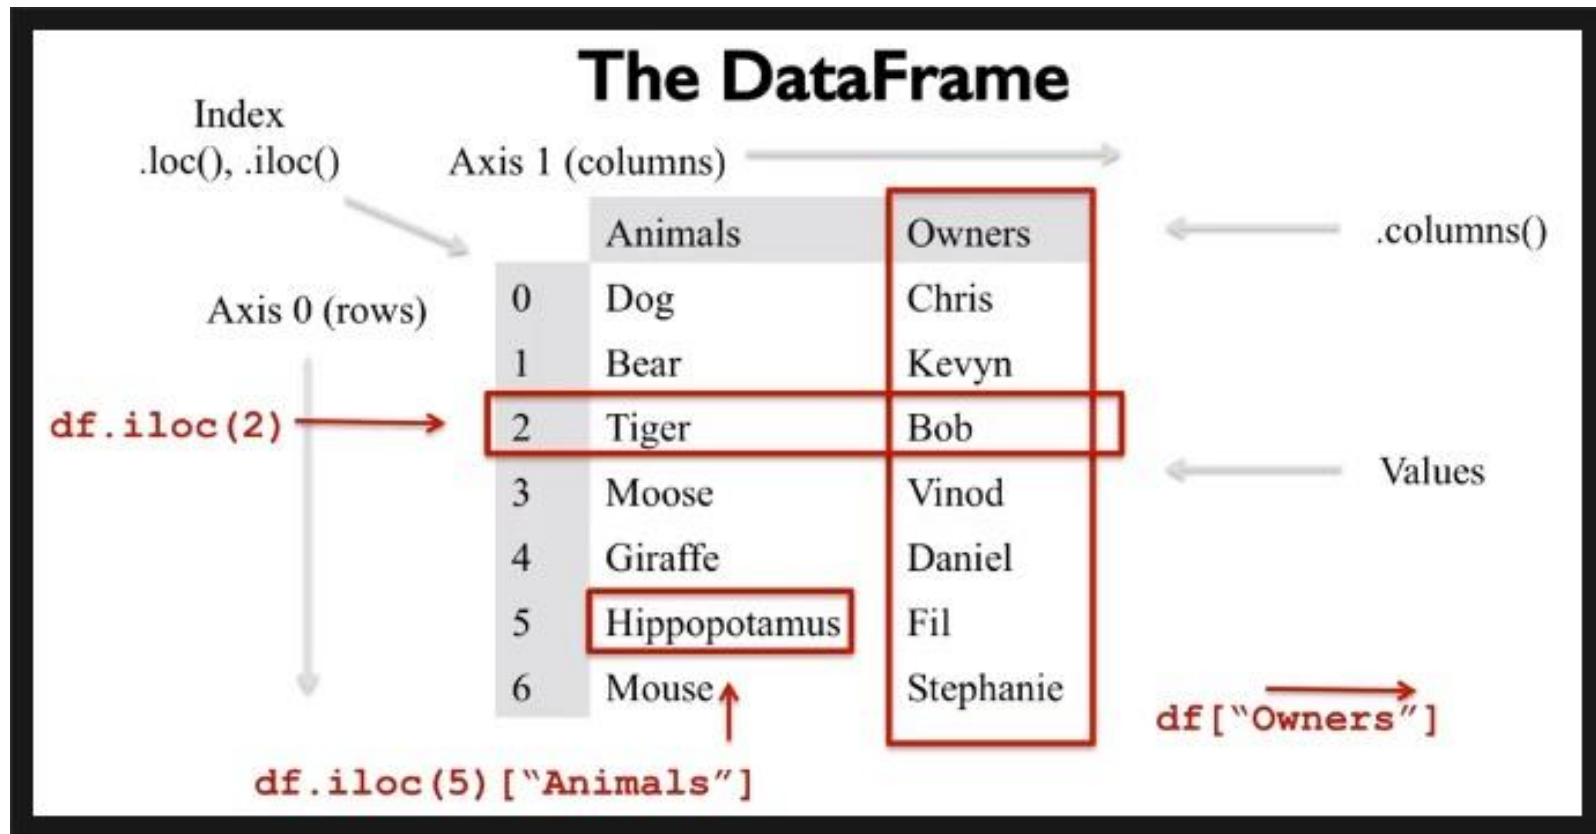 The DataFrame
Index
.loc(), .iloc()
Axis 1 (columns)
Animals Owners
.columns()
0 Dog Chris
Axis 0 (rows)
1 Bear Kevyn
df.iloc(2)
2 Tiger Bob
3 Moose Vinod
Values
4 Giraffe Daniel
5 Hippopotamus Fil
6 Mouse Stephanie
df[“Owners”]
df.iloc(5)[“Animals”]